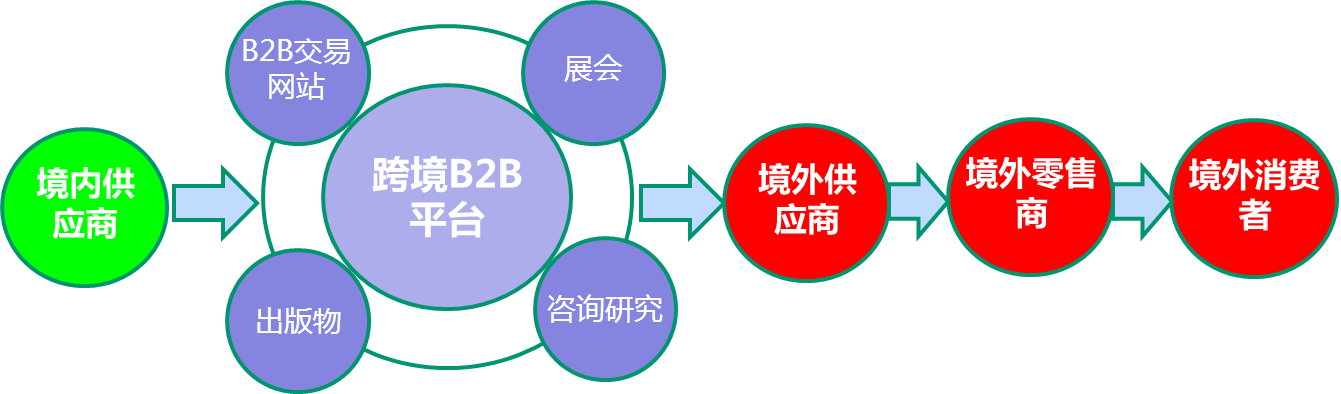 境内供
应商
B2B交易
网站
展会
跨境B2B
平台
出版物
咨询研究
境外供
应商
境外零售
商
境外消费
者